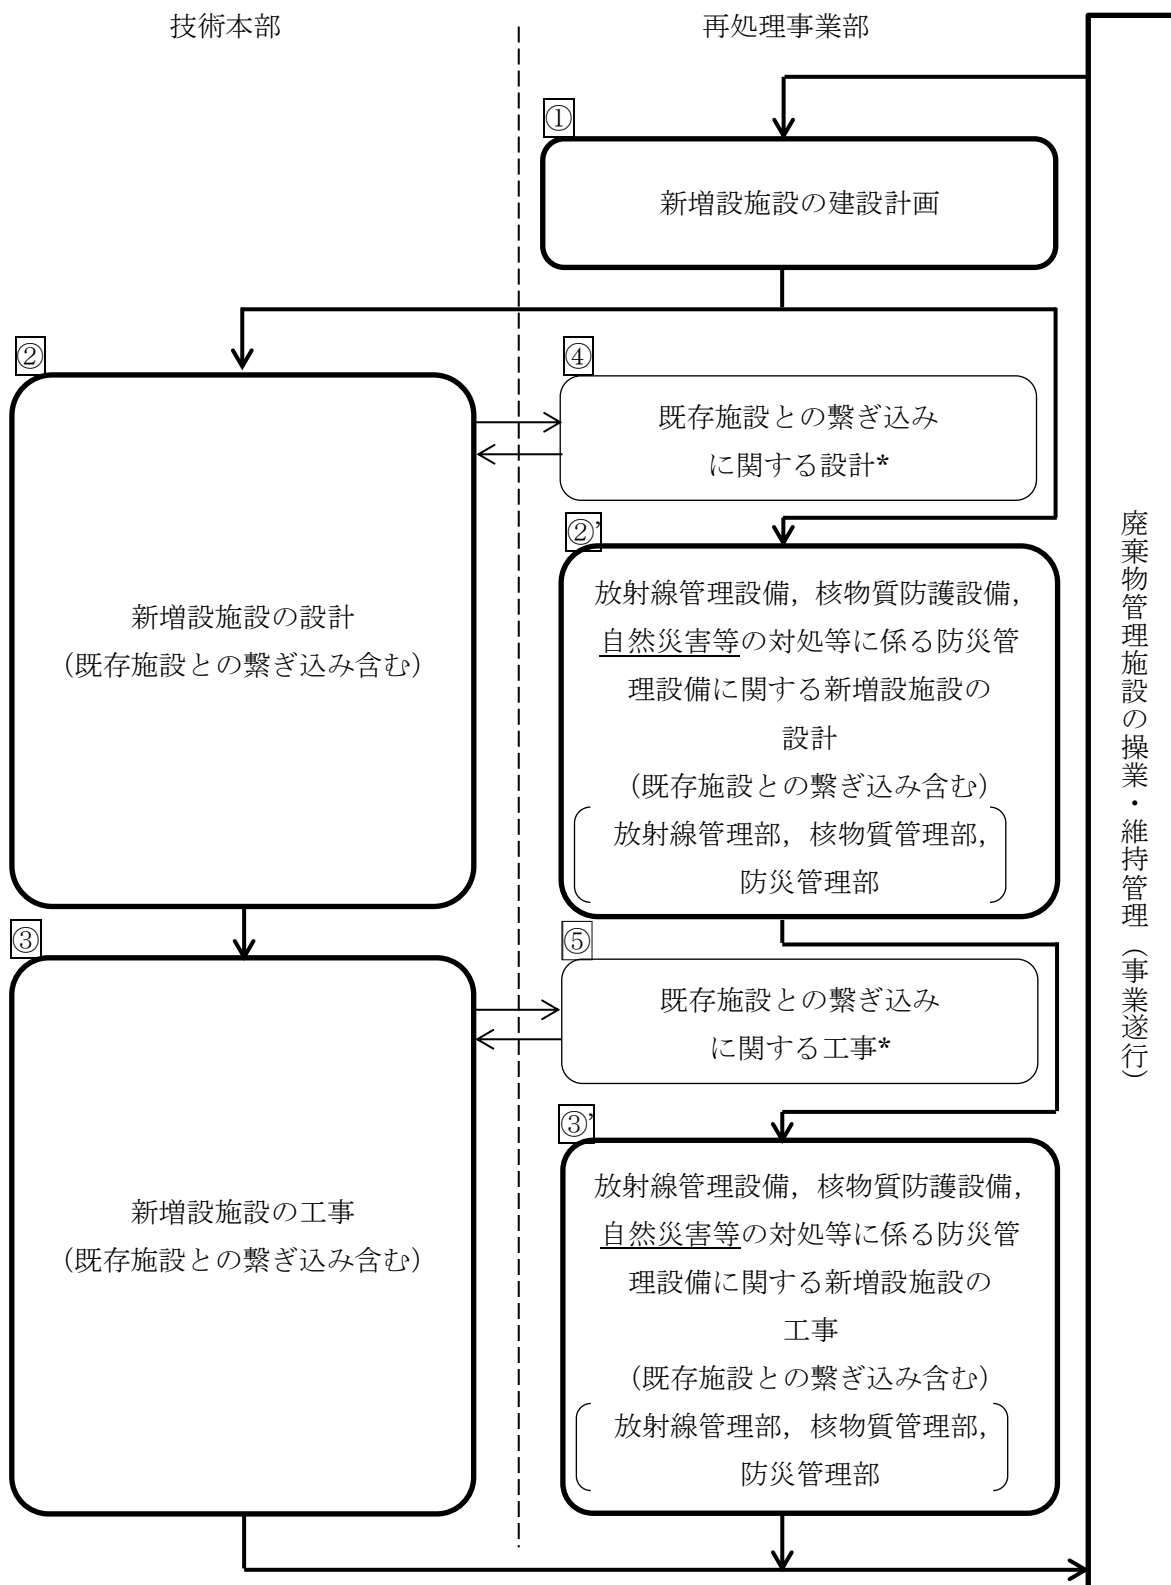 技術本部
再処理事業部
①
新増設施設の建設計画
②
新増設施設の設計
（既存施設との繋ぎ込み含む）
④
既存施設との繋ぎ込み
に関する設計*
②’
放射線管理設備，核物質防護設備，
自然災害等の対処等に係る防災管
理設備に関する新増設施設の
設計
（既存施設との繋ぎ込み含む）
放射線管理部，核物質管理部，
防災管理部
③
新増設施設の工事
（既存施設との繋ぎ込み含む）
⑤
既存施設との繋ぎ込み
に関する工事*
③’
放射線管理設備，核物質防護設備，
自然災害等の対処等に係る防災管
理設備に関する新増設施設の
工事
（既存施設との繋ぎ込み含む）
放射線管理部，核物質管理部，
防災管理部
廃棄物管理施設の操業・維持管理（事業遂行）